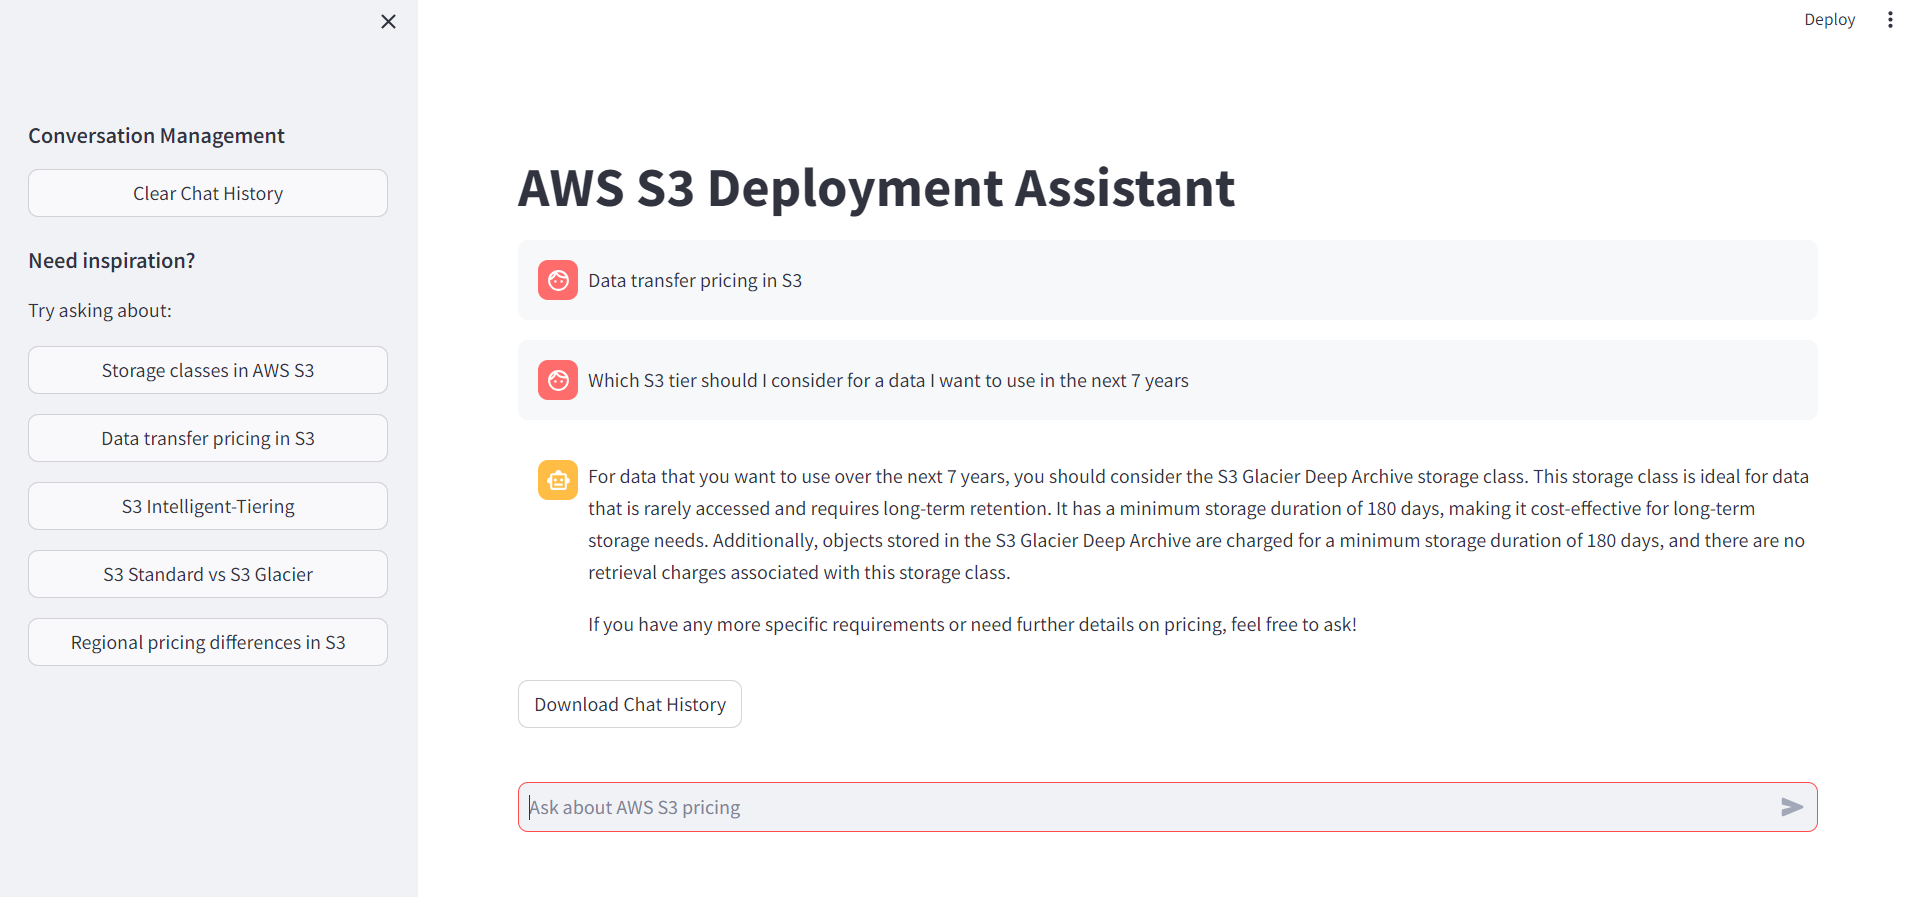 Deploy
Conversation Management
Clear Chat History
Need inspiration?
Try asking about:
Storage classes in AWS S3
Data transfer pricing in S3
S3 Intelligent-Tiering
S3 Standard vs S3 Glacier
Regional pricing differences in S3
AWS S3 Deployment Assistant
Data transfer pricing in S3
Which S3 tier should I consider for a data I want to use in the next 7 years
For data that you want to use over the next 7 years, you should consider the S3 Glacier Deep Archive storage class. This storage class is ideal for data
that is rarely accessed and requires long-term retention. It has a minimum storage duration of 180 days, making it cost-effective for long-term
storage needs. Additionally, objects stored in the S3 Glacier Deep Archive are charged for a minimum storage duration of 180 days, and there are no
retrieval charges associated with this storage class.
If you have any more specific requirements or need further details on pricing, feel free to ask!
Download Chat History
Ask about AWS S3 pricing